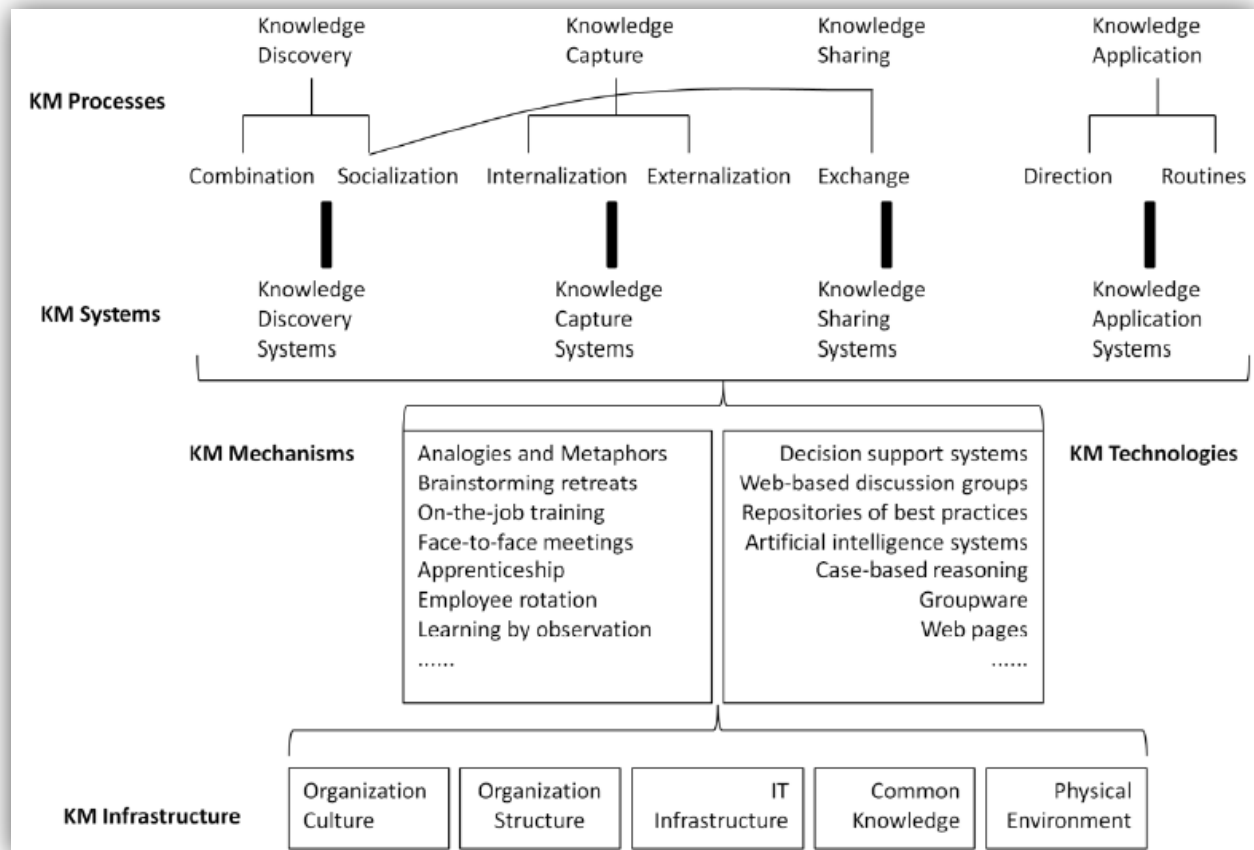 Knowledge Discovery
Knowledge Capture
Knowledge Sharing
Knowledge Application
KM Processes
Combination
Socialization
Internalization
Externalization
Exchange
Direction
Routines
KM Systems
Knowledge
Discovery
Systems
Knowledge
Capture
Systems
Knowledge
Sharing
Systems
Knowledge
Application
Systems
KM Mechanisms
Analogies and Metaphors
Brainstorming retreats
On-the-job training
Face-to-face meetings
Apprenticeship
Employee rotation
Learning by observation
......
Decision support systems
Web-based discussion groups
Repositories of best practices
Artificial intelligence systems
Case-based reasoning
Groupware
Web pages
......
KM Technologies
KM Infrastructure
Organization
Culture
Organization
Structure
IT
Infrastructure
Common
Knowledge
Physical
Environment